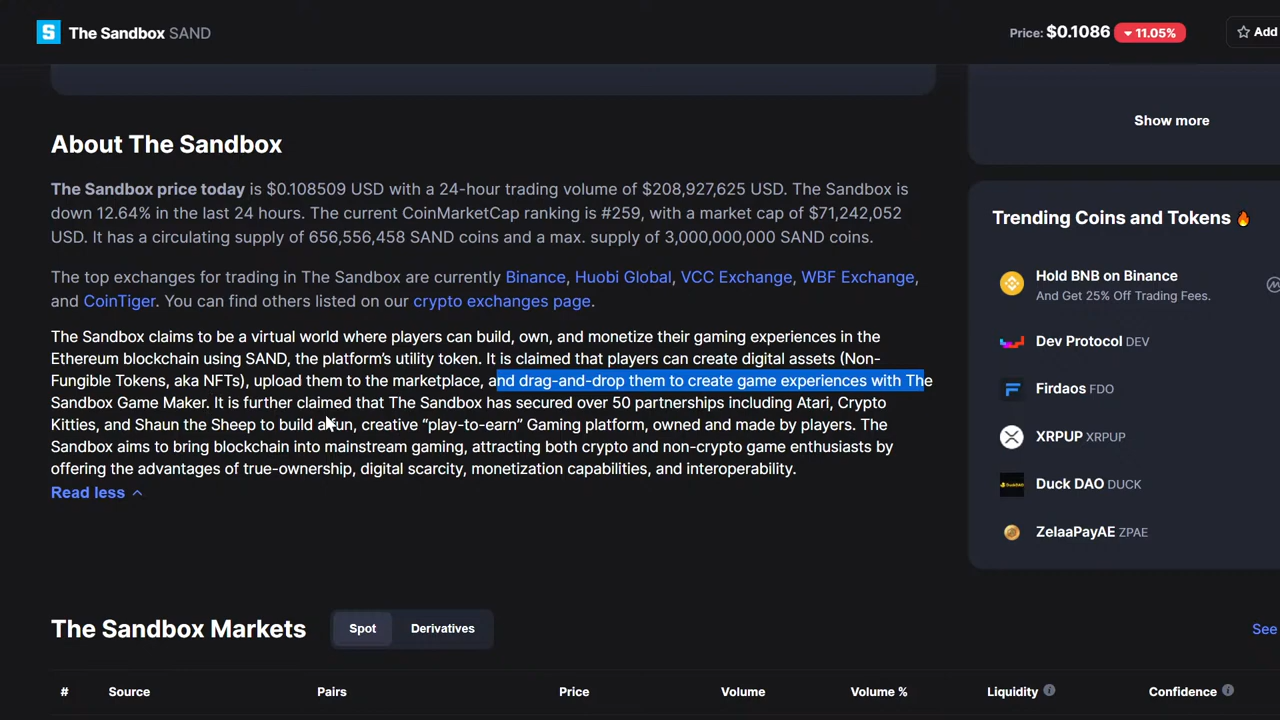 The Sandbox SAND
Price: $0.1086 11.05%
Add
Show more
About The Sandbox
The Sandbox price today is $0.108509 USD with a 24-hour trading volume of $208,927,625 USD. The Sandbox is
down 12.64% in the last 24 hours. The current CoinMarketCap ranking is #259, with a market cap of $71,242,052
USD. It has a circulating supply of 656,556,458 SAND coins and a max. supply of 3,000,000,000 SAND coins.
The top exchanges for trading in The Sandbox are currently Binance, Huobi Global, VCC Exchange, WBF Exchange,
and CoinTiger. You can find others listed on our crypto exchanges page.
The Sandbox claims to be a virtual world where players can build, own, and monetize their gaming experiences in the
Ethereum blockchain using SAND, the platform's utility token. It is claimed that players can create digital assets (Non-
Fungible Tokens, aka NFTs), upload them to the marketplace, and drag-and-drop them to create game experiences with The
Sandbox Game Maker. It is further claimed that The Sandbox has secured over 50 partnerships including Atari, Crypto
Kitties, and Shaun the Sheep to build a fun, creative “play-to-earn” Gaming platform, owned and made by players. The
Sandbox aims to bring blockchain into mainstream gaming, attracting both crypto and non-crypto game enthusiasts by
offering the advantages of true-ownership, digital scarcity, monetization capabilities, and interoperability.
Read less
Trending Coins and Tokens
Hold BNB on Binance
And Get 25% Off Trading Fees.
Dev Protocol DEV
Firdaos FDO
XRPUP XRPUP
Duck DAO DUCK
ZelaaPayAE ZPAE
The Sandbox Markets
Spot Derivatives
See
# Source Pairs Price Volume Volume % Liquidity Confidence